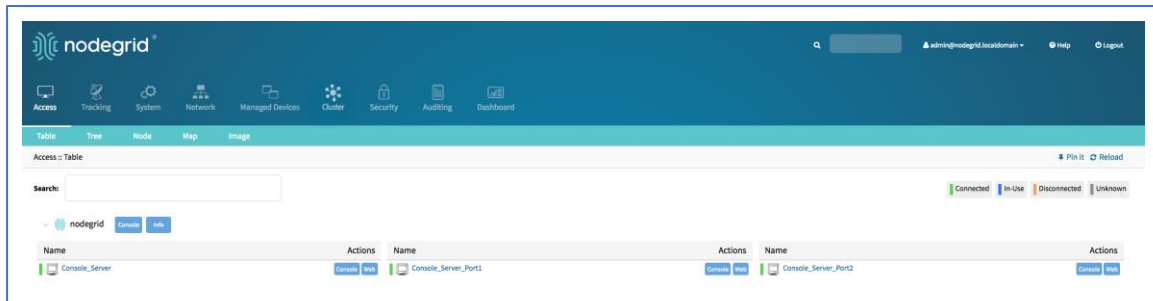 nodegrid®
admin@nodegrid.localdomain Help Logout
Access Tracking System Network Managed Devices Cluster Security Auditing Dashboard
Table Tree Node Map Image
Access :: Table Pin it Reload
Search: Connected In-Use Disconnected Unknown
nodegrid Console Info
Name Actions Name Actions Name Actions
Console_Server Console Web Console_Server_Port1 Console Web Console_Server_Port2 Console Web